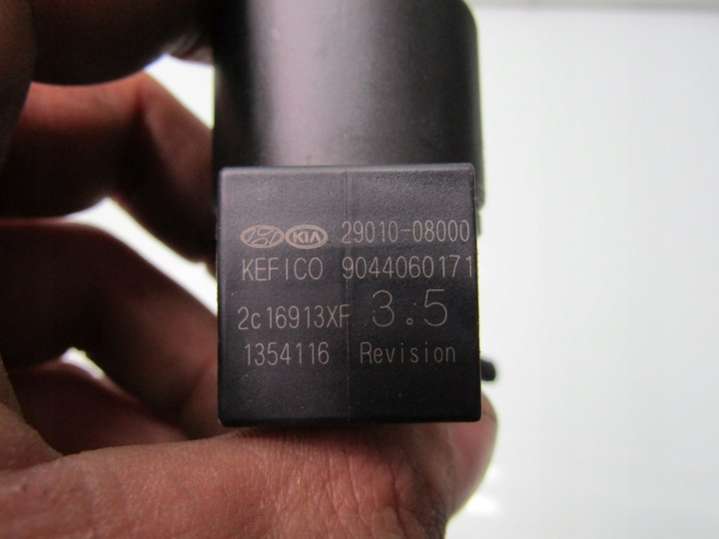 KIA 29010-08000
KEFICO 9044060171
2c16913XF 3.5
1354116 Revision